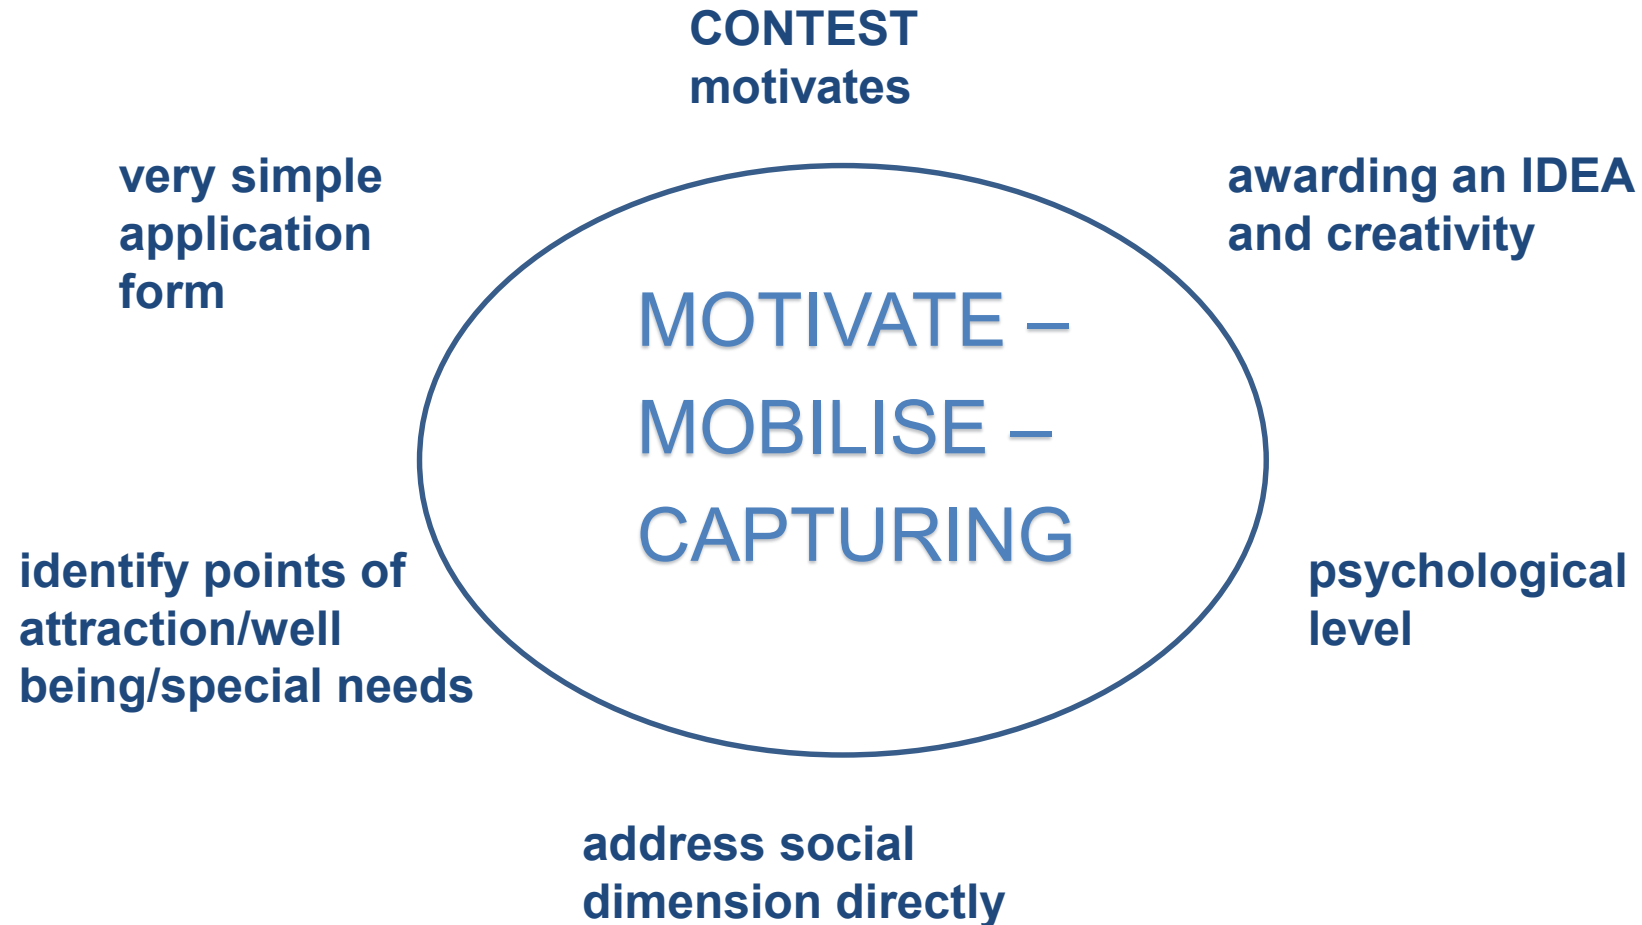 CONTEST
motivates
very simple
application
form
awarding an IDEA
and creativity
MOTIVATE –
MOBILISE –
CAPTURING
identify points of
attraction/well
being/special needs
psychological
level
address social
dimension directly